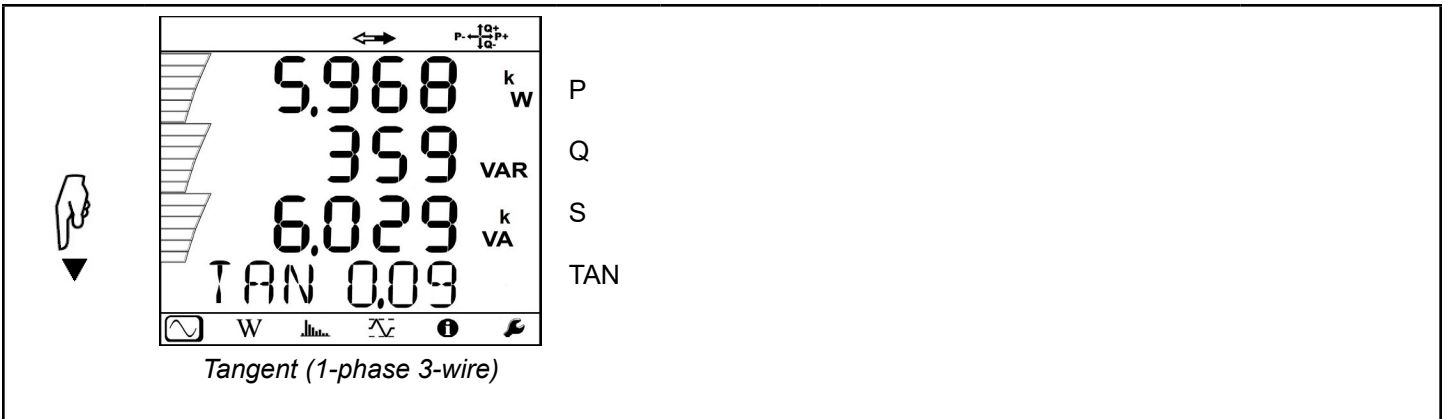 P- Q+ P+
Q-
5.968 k W P
359 VAR Q
6.029 k VA S
TAN 0.09 TAN
W
Tangent (1-phase 3-wire)